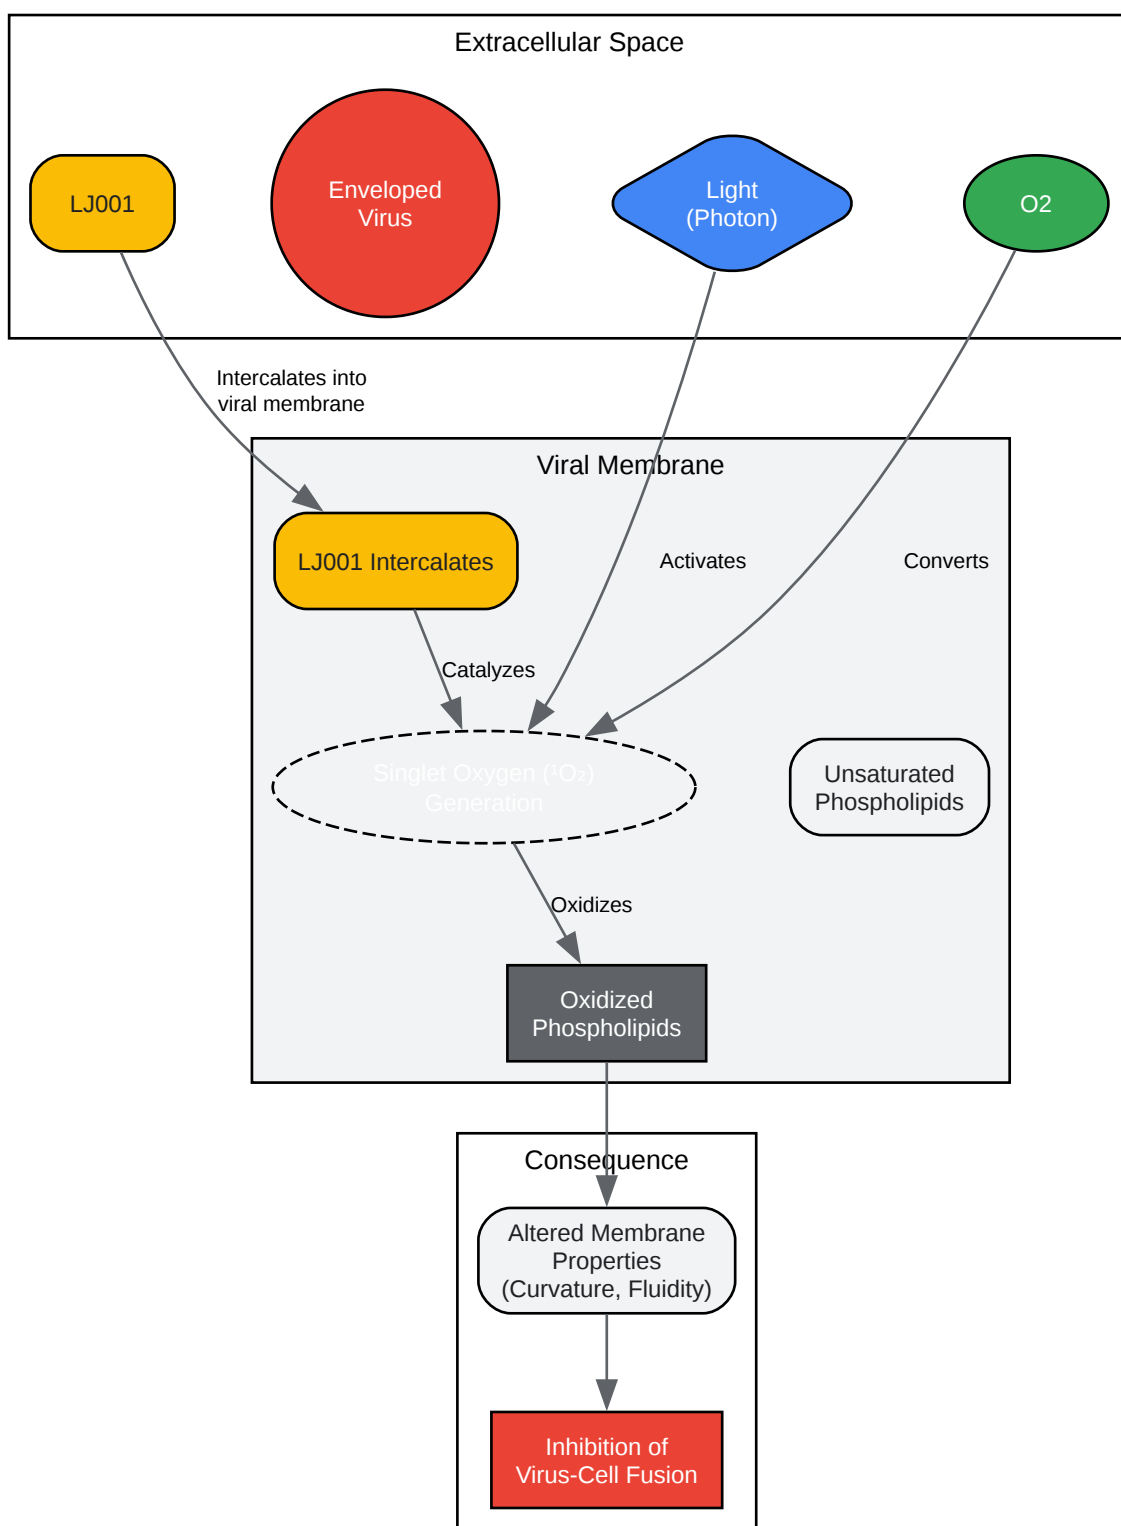 Extracellular Space
LJ001
Enveloped
Virus
Light
(Photon)
O2
Intercalates into
viral membrane
Viral Membrane
LJ001 Intercalates
Activates
Converts
Catalyzes
Singlet Oxygen (¹O₂)
Generation
Unsaturated
Phospholipids
Oxidizes
Oxidized
Phospholipids
Consequence
Altered Membrane
Properties
(Curvature, Fluidity)
Inhibition of
Virus-Cell Fusion